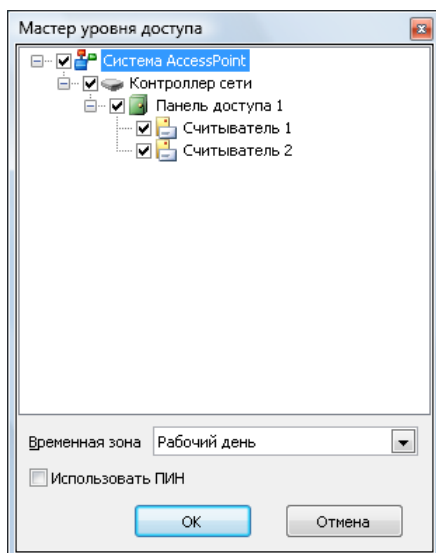 Мастер уровня доступа
Система AccessPoint
Контроллер сети
Панель доступа 1
Считыватель 1
Считыватель 2
Временная зона Рабочий день
Использовать ПИН
OK Отмена